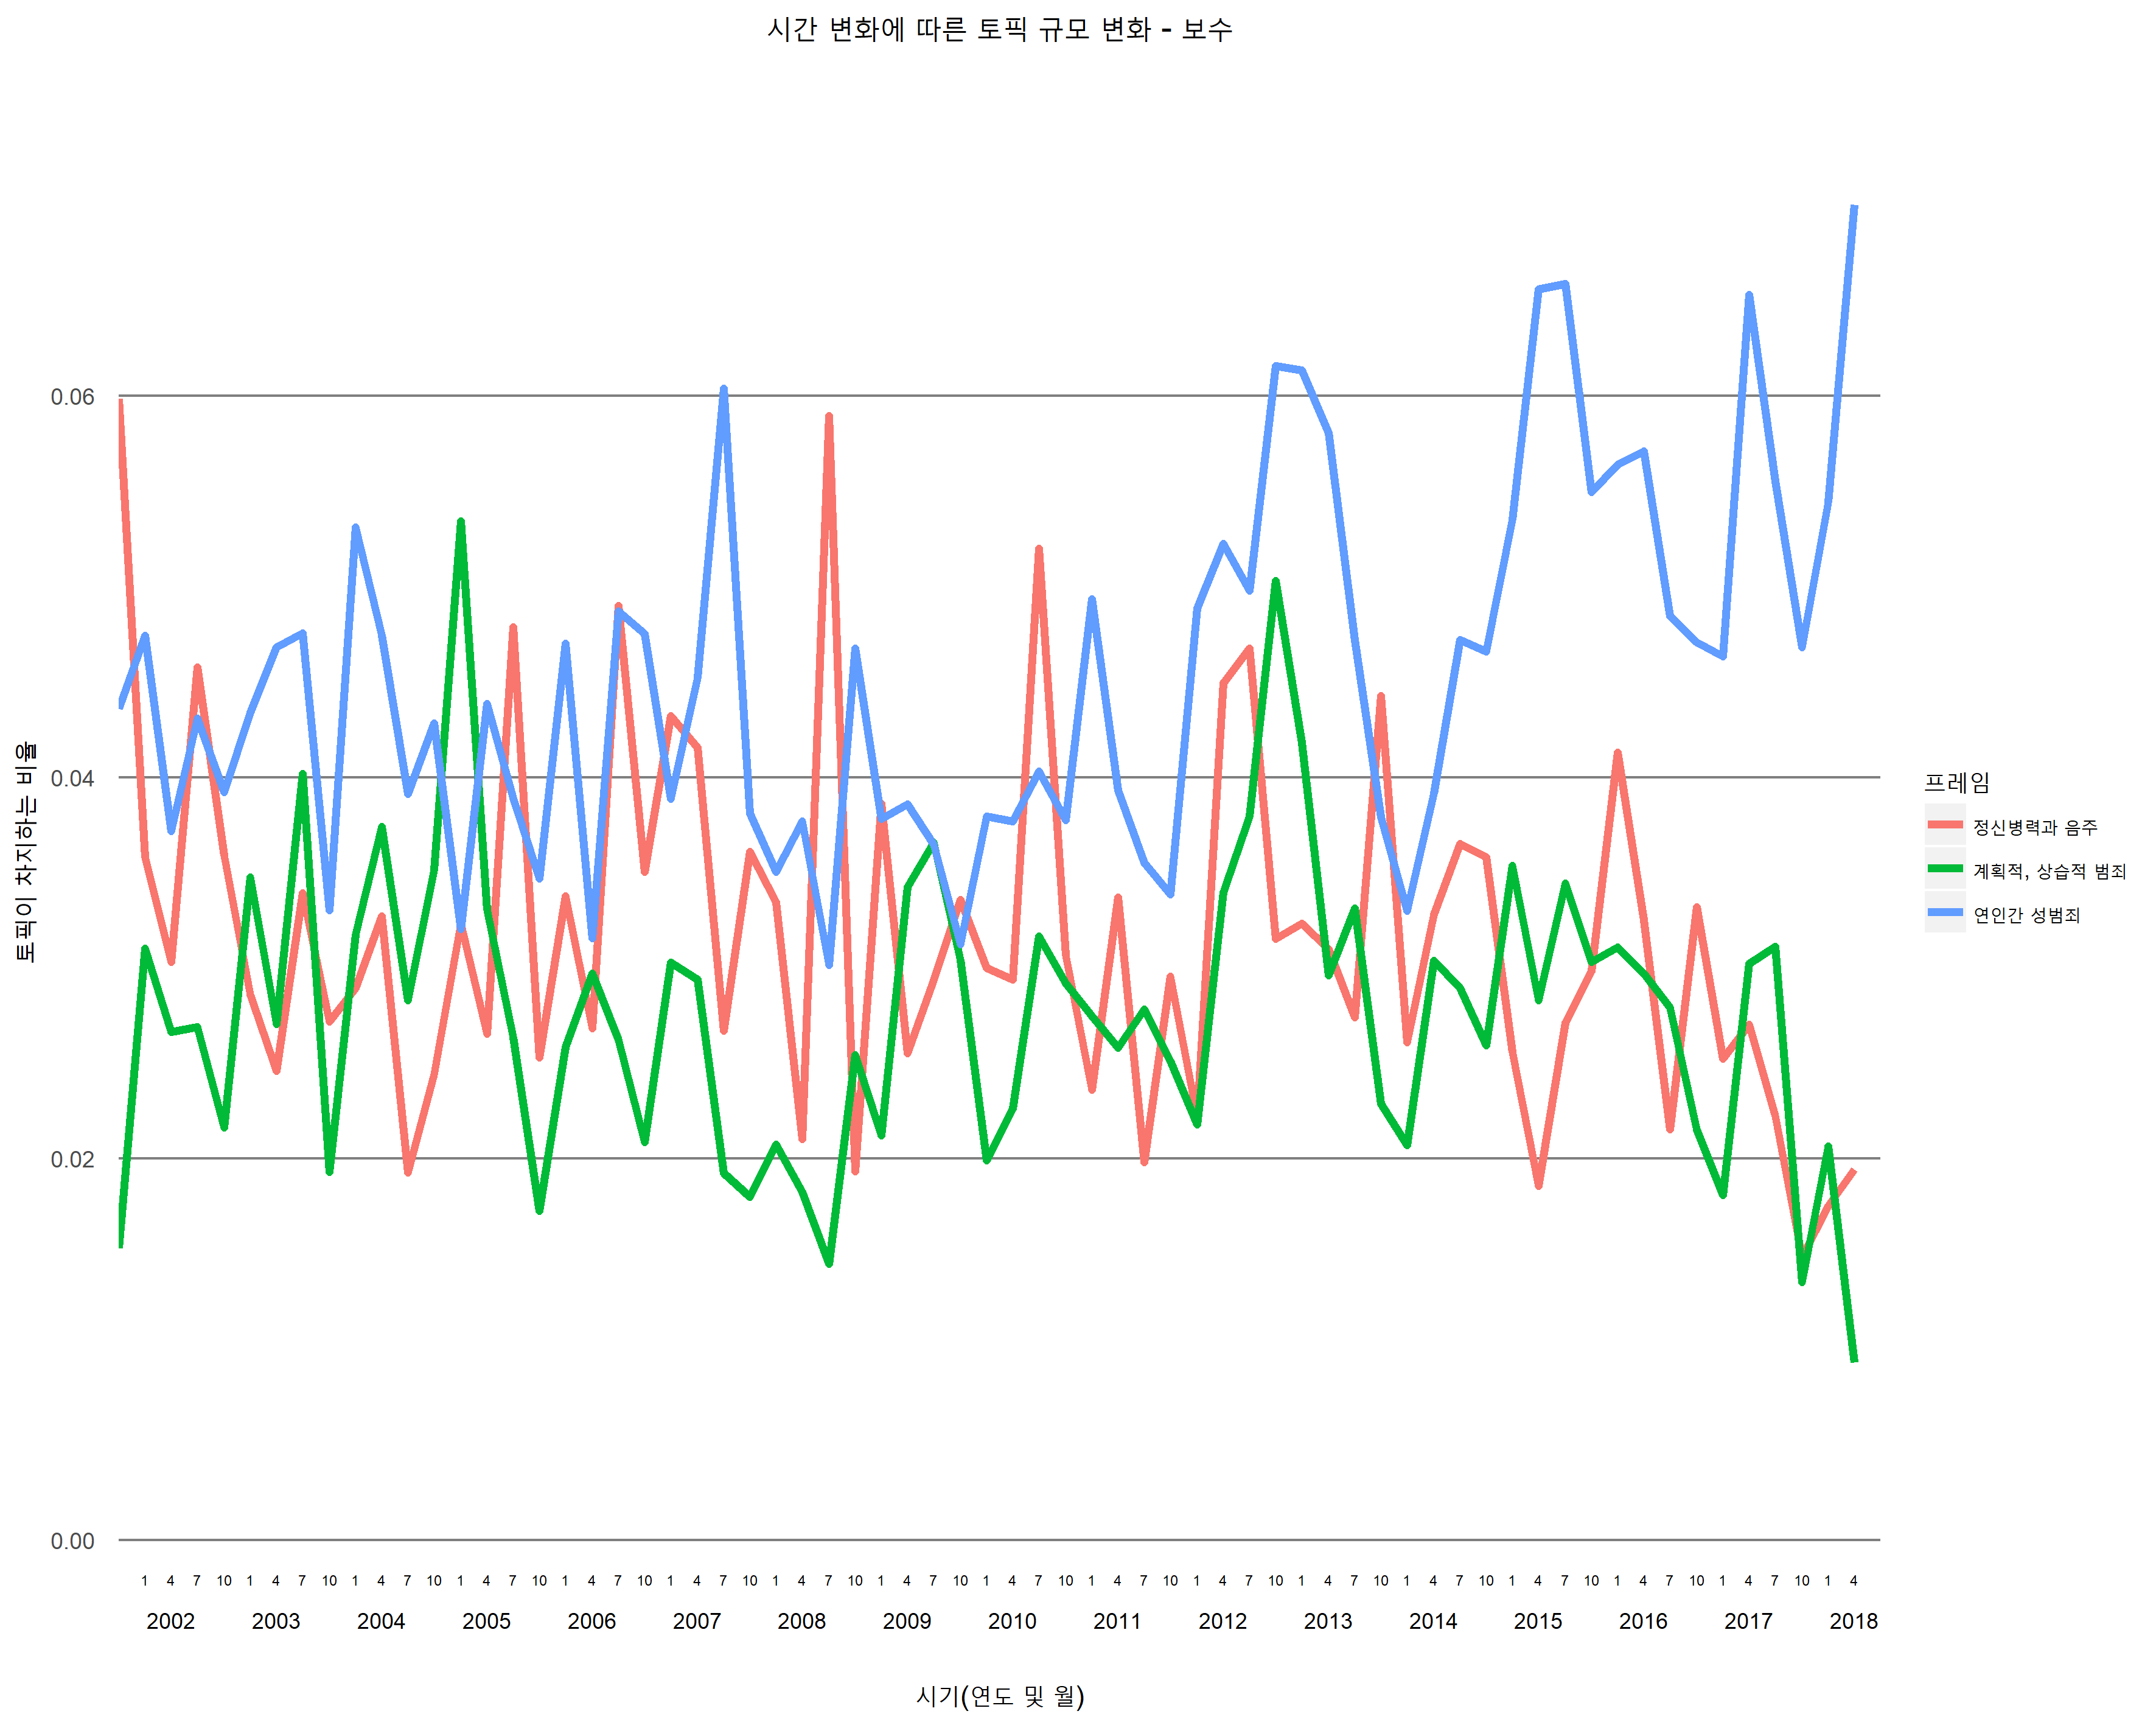 시간 변화에 따른 토픽 규모 변화 - 보수
토픽이 차지하는 비율
0.06
0.04
0.02
0.00
1 4 7 10 1 4 7 10 1 4 7 10 1 4 7 10 1 4 7 10 1 4 7 10 1 4 7 10 1 4 7 10 1 4 7 10 1 4 7 10 1 4 7 10 1 4 7 10 1 4 7 10 1 4 7 10 1 4 7 10 1 4 7 10 1 4
2002 2003 2004 2005 2006 2007 2008 2009 2010 2011 2012 2013 2014 2015 2016 2017 2018
시기(연도 및 월)
프레임
정신병력과 음주
계획적, 상습적 범죄
연인간 성범죄